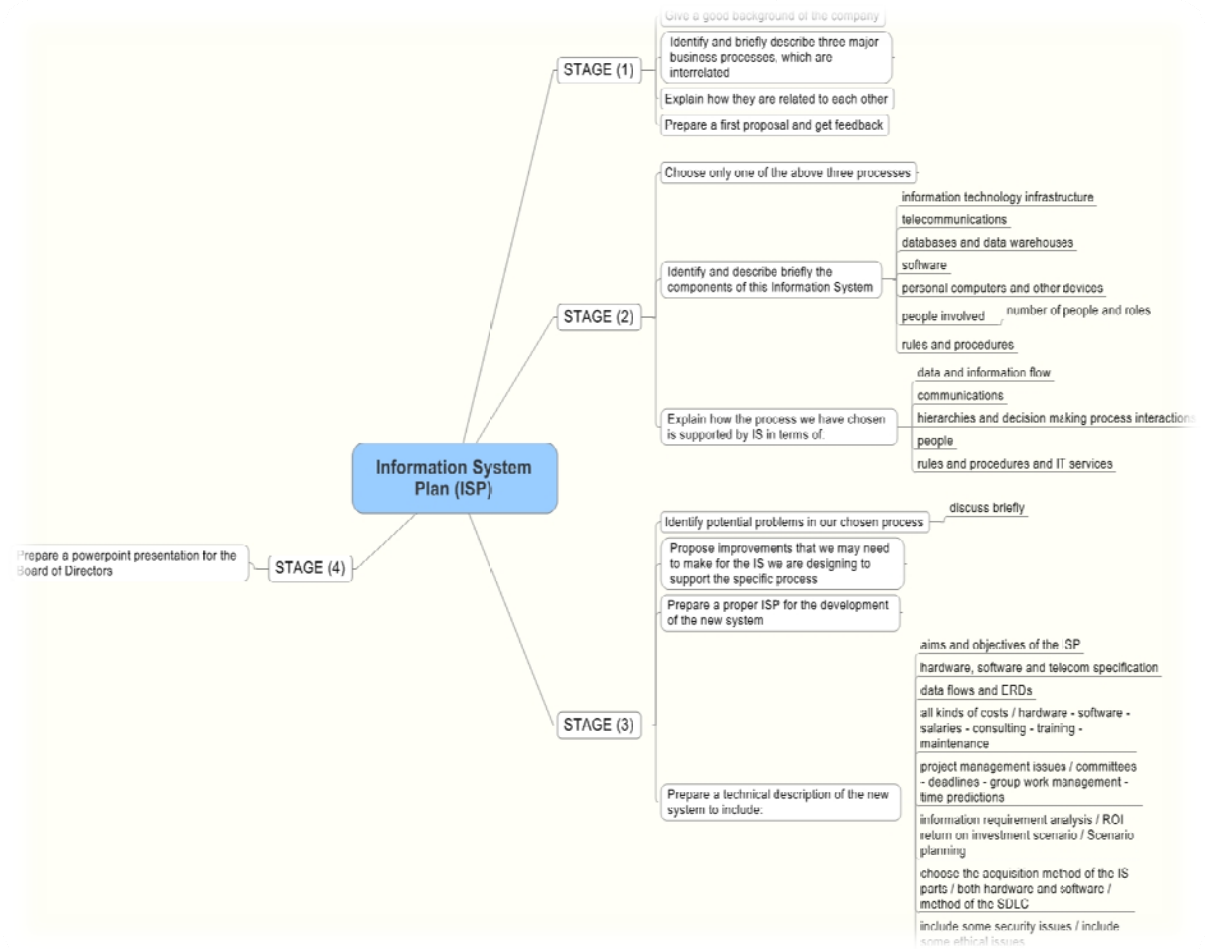 Give a good background of the company
Identify and briefly describe three major
business processes, which are
interrelated
STAGE (1)
Explain how they are related to each other
Prepare a first proposal and get feedback
Choose only one of the above three processes
information technology infrastructure
telecommunications
databases and data warehouses
software
Identify and describe briefly the
components of this Information System
personal computers and other devices
people involved
number of people and roles
rules and procedures
STAGE (2)
data and information flow
communications
Explain how the process we have chosen
is supported by IS in terms of:
hierarchies and decision making process interactions
people
rules and procedures and IT services
Information System
Plan (ISP)
Identify potential problems in our chosen process
discuss briefly
Propose improvements that we may need
to make for the IS we are designing to
support the specific process
Prepare a powerpoint presentation for the
Board of Directors
STAGE (4)
Prepare a proper ISP for the development
of the new system
STAGE (3)
aims and objectives of the ISP
hardware, software and telecom specification
data flows and ERDs
all kinds of costs / hardware - software -
salaries - consulting - training -
maintenance
project management issues / committees
- deadlines - group work management -
time predictions
Prepare a technical description of the new
system to include:
information requirement analysis / ROI
return on investment scenario / Scenario
planning
choose the acquisition method of the IS
parts / both hardware and software /
method of the SDLC
include some security issues / include
some ethical issues